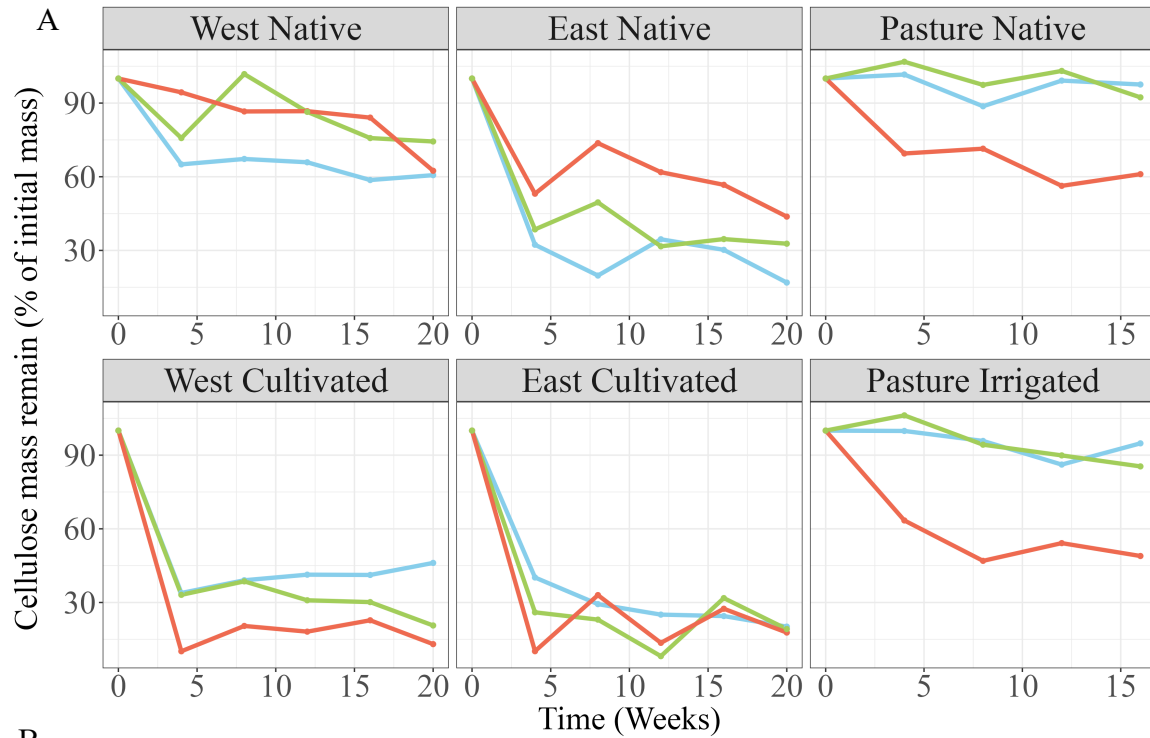 A
West Native East Native Pasture Native
90
60
30
0 5 10 15 20 0 5 10 15 20 0 5 10 15
West Cultivated East Cultivated Pasture Irrigated
90
60
30
0 5 10 15 20 0 5 10 15 20 0 5 10 15
Cellulose mass remain (% of initial mass)
Time (Weeks)